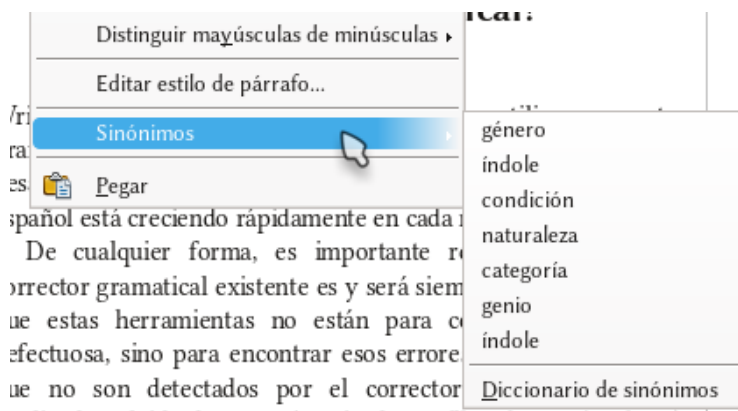 Distinguir mayúsculas de minúsculas
Editar estilo de párrafo...
Sinónimos
Pegar
género
índole
condición
naturaleza
categoría
genio
índole
Diccionario de sinónimos
español está creciendo rápidamente en cada
De cualquier forma, es importante
corrector gramatical existente es y será
que estas herramientas no están para
defectuosa, sino para encontrar esos
que no son detectados por el corrector